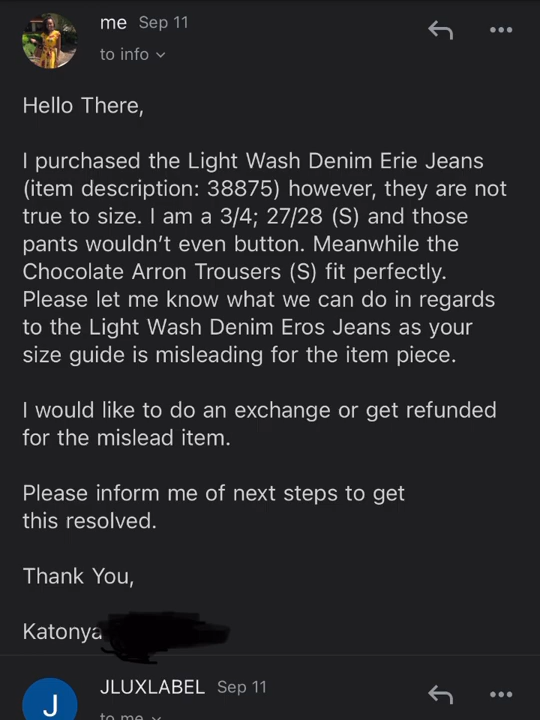 me Sep 11
to info
Hello There,
I purchased the Light Wash Denim Erie Jeans
(item description: 38875) however, they are not
true to size. I am a 3/4; 27/28 (S) and those
pants wouldn't even button. Meanwhile the
Chocolate Arron Trousers (S) fit perfectly.
Please let me know what we can do in regards
to the Light Wash Denim Eros Jeans as your
size guide is misleading for the item piece.
I would like to do an exchange or get refunded
for the mislead item.
Please inform me of next steps to get
this resolved.
Thank You,
Katonya
J
JLUXLABEL Sep 11
to me